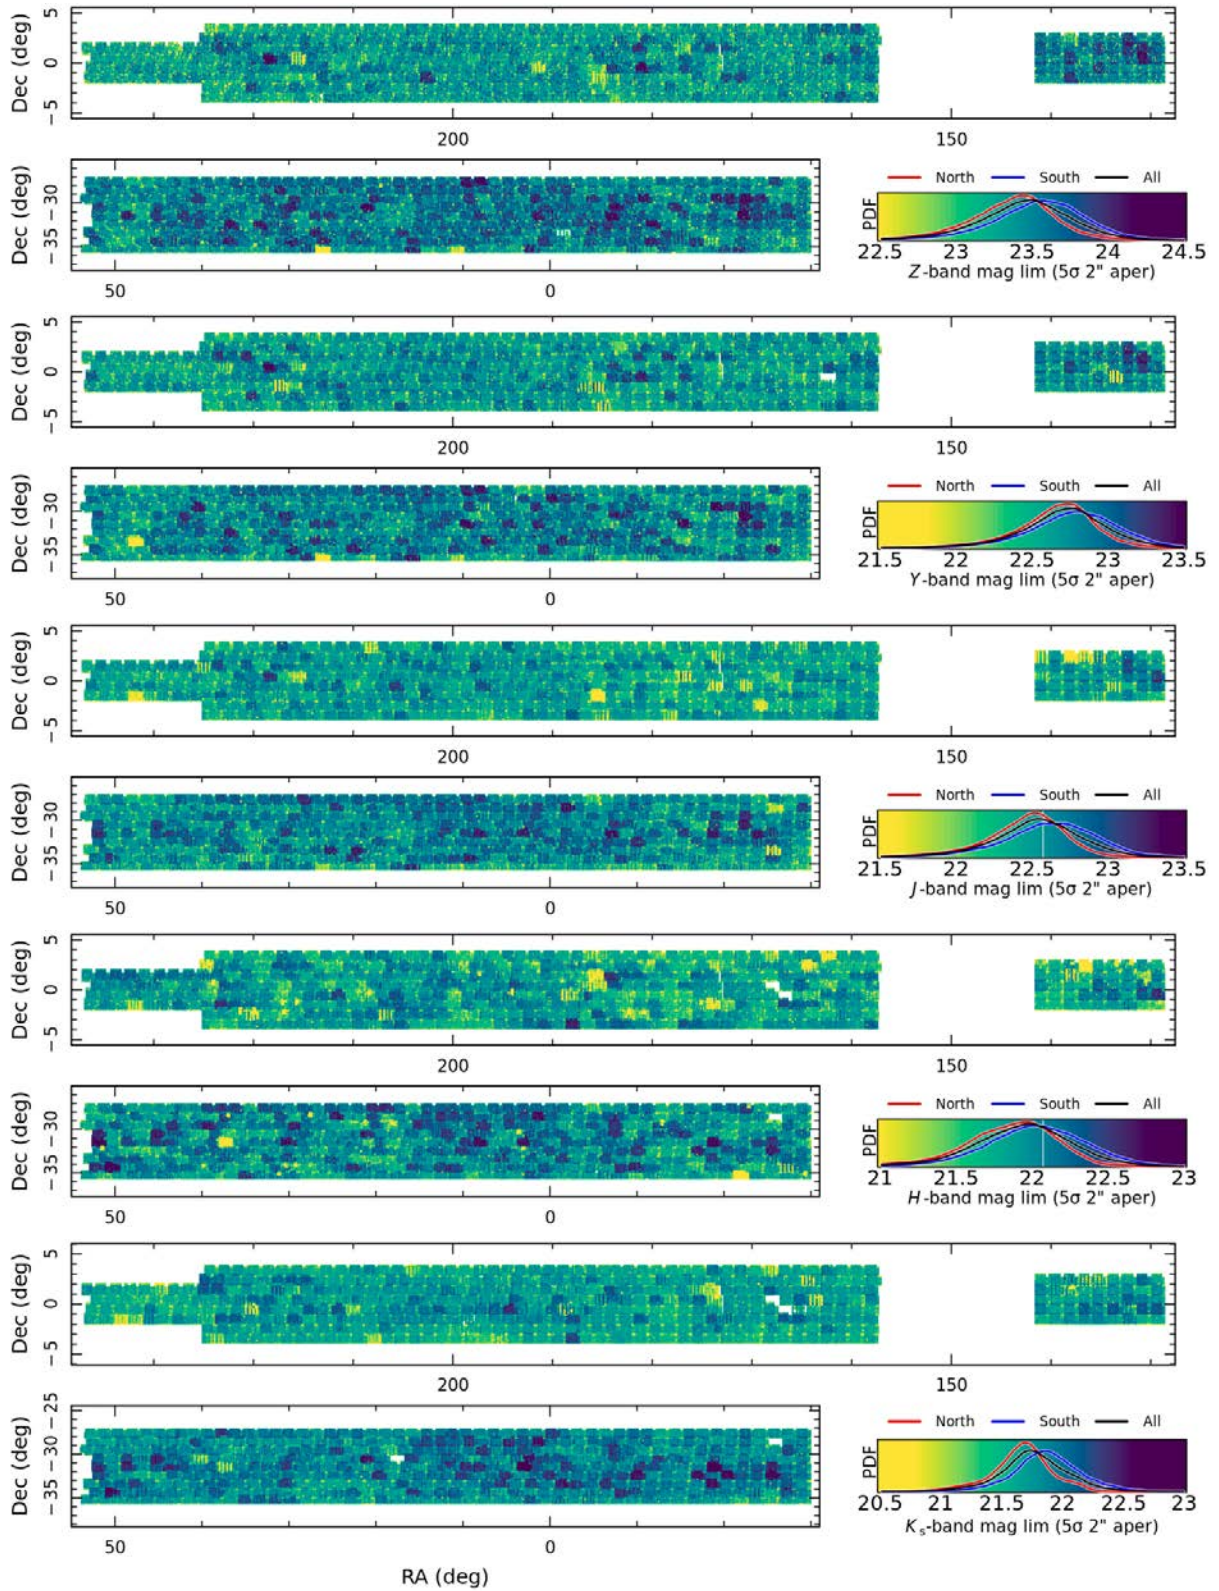 Dec (deg)
5
0
−5
200
150
Dec (deg)
−30
−35
50
0
North South All
PDF
22.5 23 23.5 24 24.5
Z-band mag lim (5σ 2" aper)
Dec (deg)
5
0
−5
200
150
Dec (deg)
−30
−35
50
0
North South All
PDF
21.5 22 22.5 23 23.5
Y-band mag lim (5σ 2" aper)
Dec (deg)
5
0
−5
200
150
Dec (deg)
−30
−35
50
0
North South All
PDF
21.5 22 22.5 23 23.5
J-band mag lim (5σ 2" aper)
Dec (deg)
5
0
−5
200
150
Dec (deg)
−30
−35
50
0
North South All
PDF
21 21.5 22 22.5 23
H-band mag lim (5σ 2" aper)
Dec (deg)
5
0
−5
200
150
Dec (deg)
−25
−30
−35
50
0
North South All
PDF
20.5 21 21.5 22 22.5 23
Ks-band mag lim (5σ 2" aper)
RA (deg)